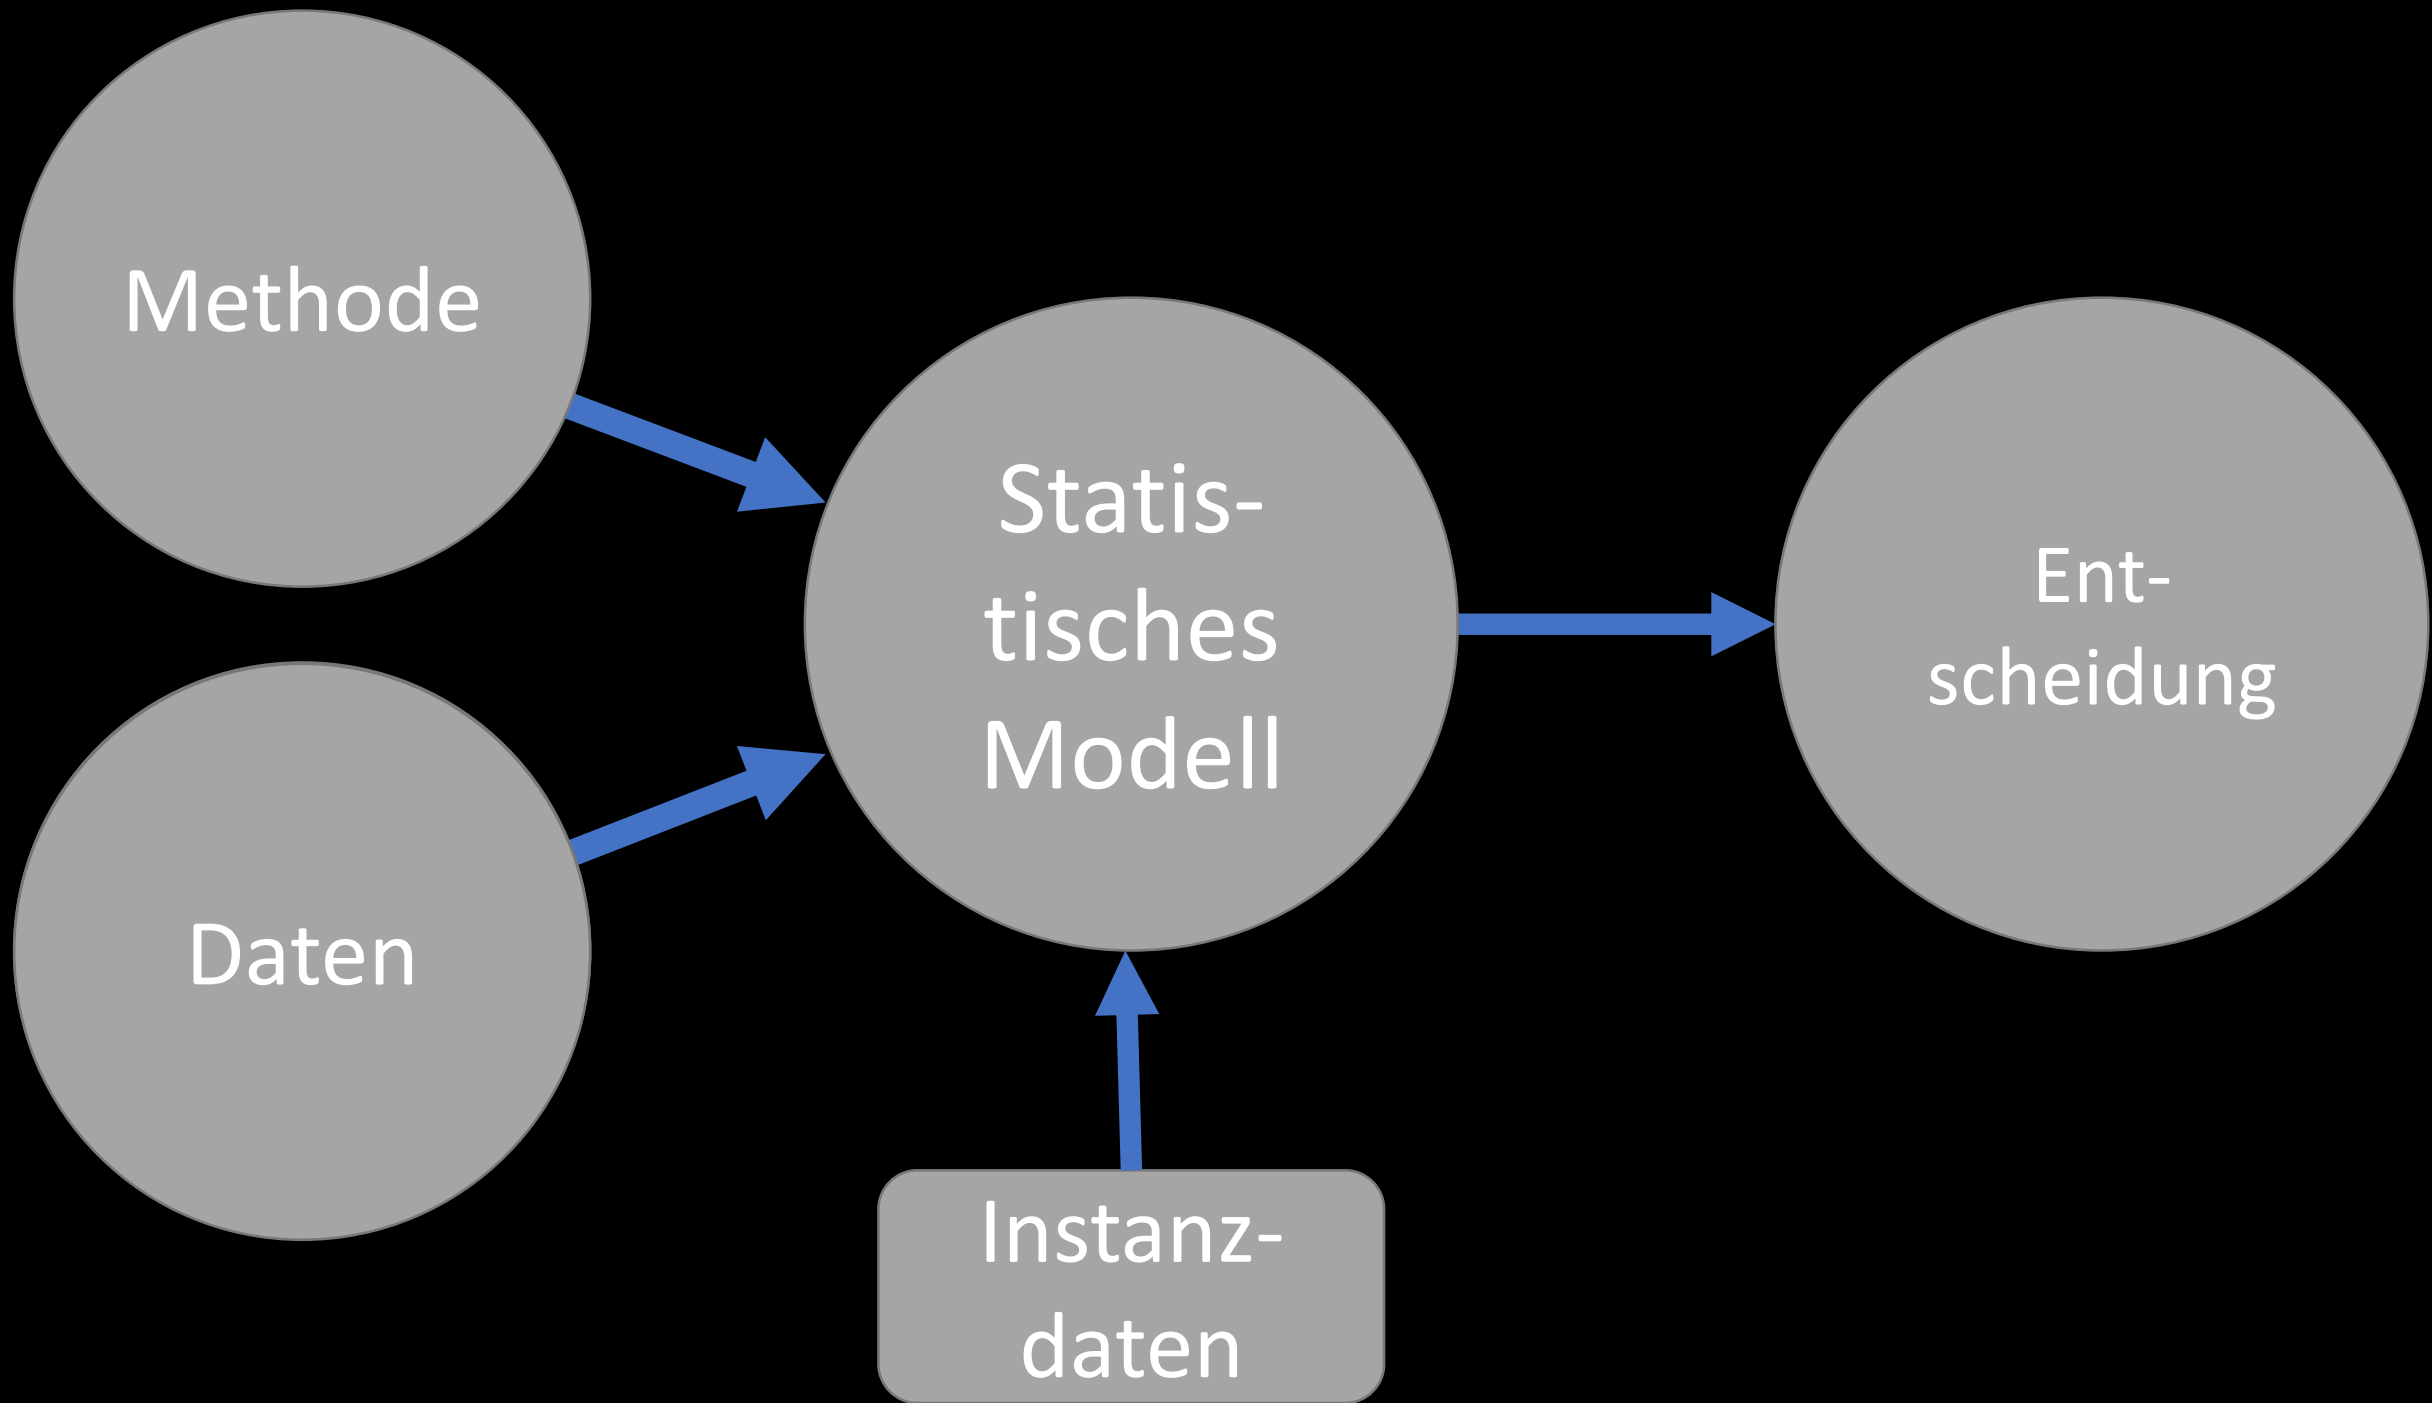 Methode
Daten
Statis-
tisches
Modell
Instanz-
daten
Ent-
scheidung